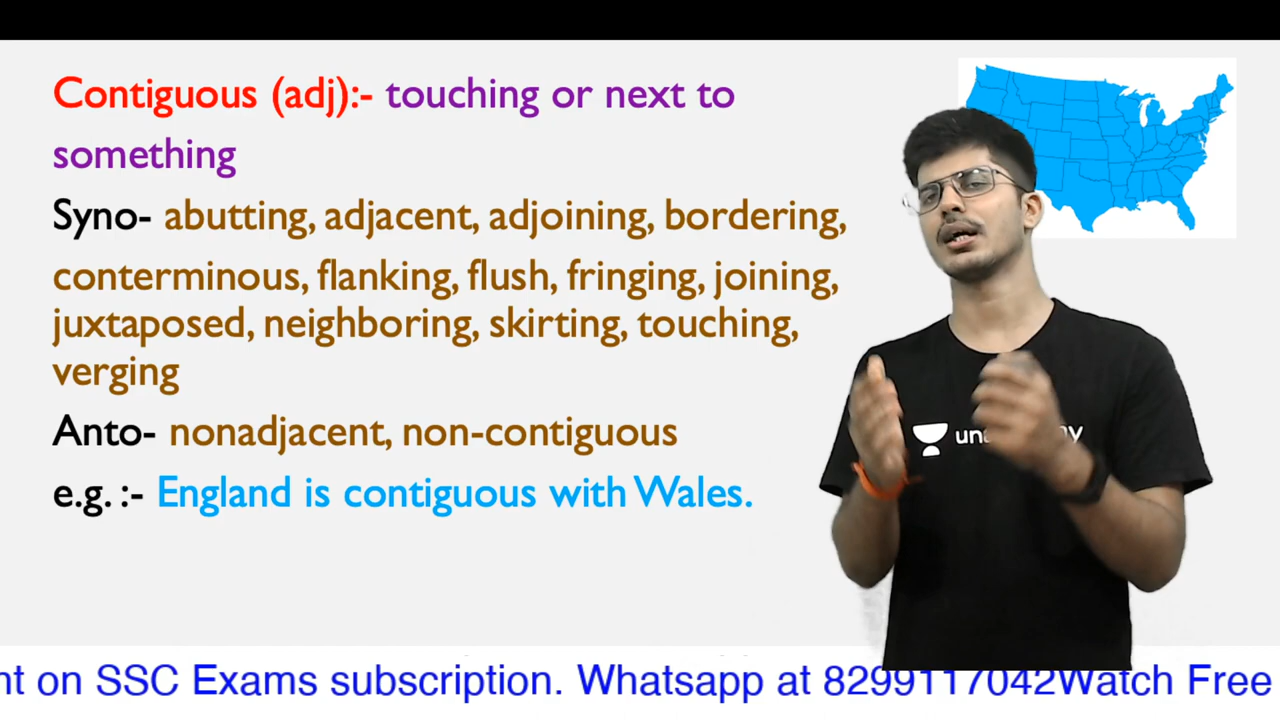 Contiguous (adj):- touching or next to
something
Syno- abutting, adjacent, adjoining, bordering,
conterminous, flanking, flush, fringing, joining,
juxtaposed, neighboring, skirting, touching,
verging
Anto- nonadjacent, non-contiguous
e.g. :- England is contiguous with Wales.
on SSC Exams subscription. Whatsapp at 8299117042Watch Free